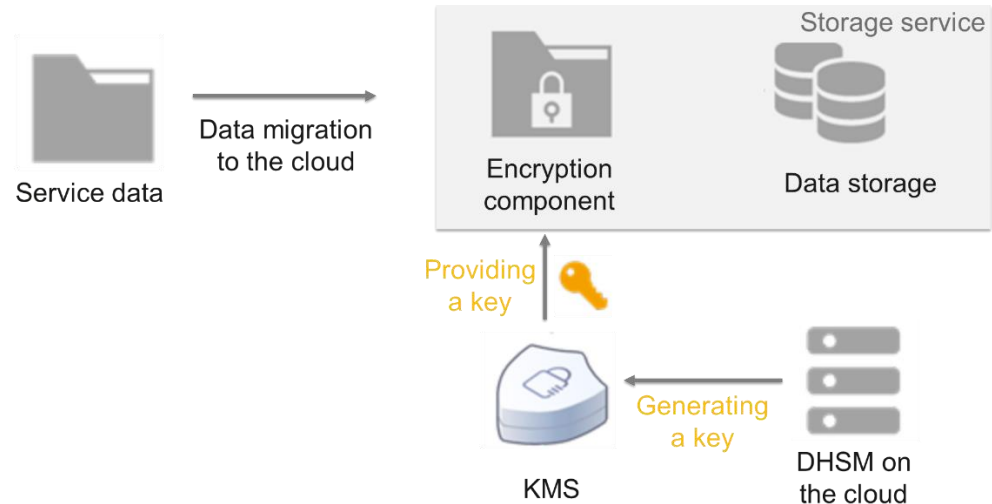 Storage service
Data migration
to the cloud
Service data
Encryption
component
Data storage
Providing
a key
Generating
a key
KMS
DHSM on
the cloud